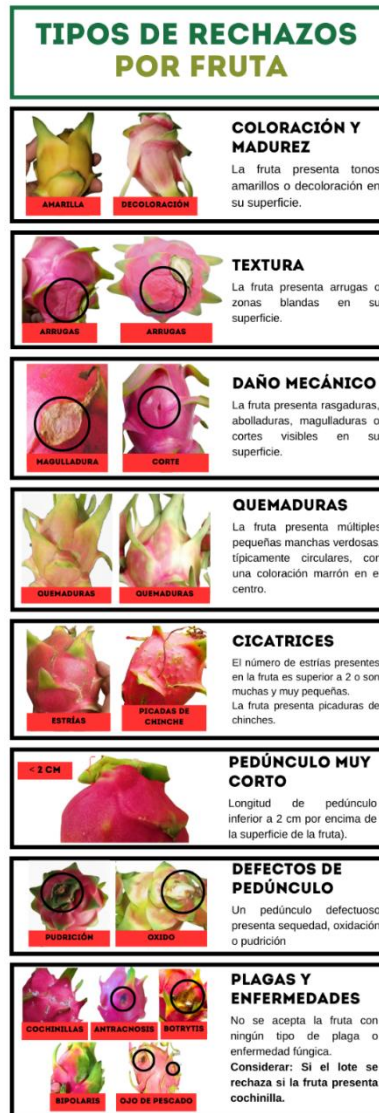 TIPOS DE RECHAZOS
POR FRUTA
AMARILLA
DECOLORACIÓN
COLORACIÓN Y
MADUREZ
La fruta presenta tonos
amarillos o decoloración en
su superficie.
ARRUGAS
ARRUGAS
TEXTURA
La fruta presenta arrugas o
zonas blandas en su
superficie.
MAGULLADURA
CORTE
DAÑO MECÁNICO
La fruta presenta rasgaduras,
abolladuras, magulladuras o
cortes visibles en su
superficie.
QUEMADURAS
QUEMADURAS
QUEMADURAS
La fruta presenta múltiples
pequeñas manchas verdosas
típicamente circulares, con
una coloración marrón en el
centro.
ESTRÍAS
PICADAS DE
CHINCHE
CICATRICES
El número de estrías presentes
en la fruta es superior a 2 o son
muchas y muy pequeñas.
La fruta presenta picaduras de
chinches.
< 2 CM
PEDÚNCULO MUY
CORTO
Longitud de pedúnculo
inferior a 2 cm por encima de
la superficie de la fruta).
PUDRICIÓN
OXIDO
DEFECTOS DE
PEDÚNCULO
Un pedúnculo defectuoso
presenta sequedad, oxidación
o pudrición
COCHINILLAS
ANTRACNOSIS
BOTRYTIS
BIPOLARIS
OJO DE PESCADO
PLAGAS Y
ENFERMEDADES
No se acepta la fruta con
ningún tipo de plaga o
enfermedad fúngica.
Considerar: Si el lote se
rechaza si la fruta presenta
cochinilla.